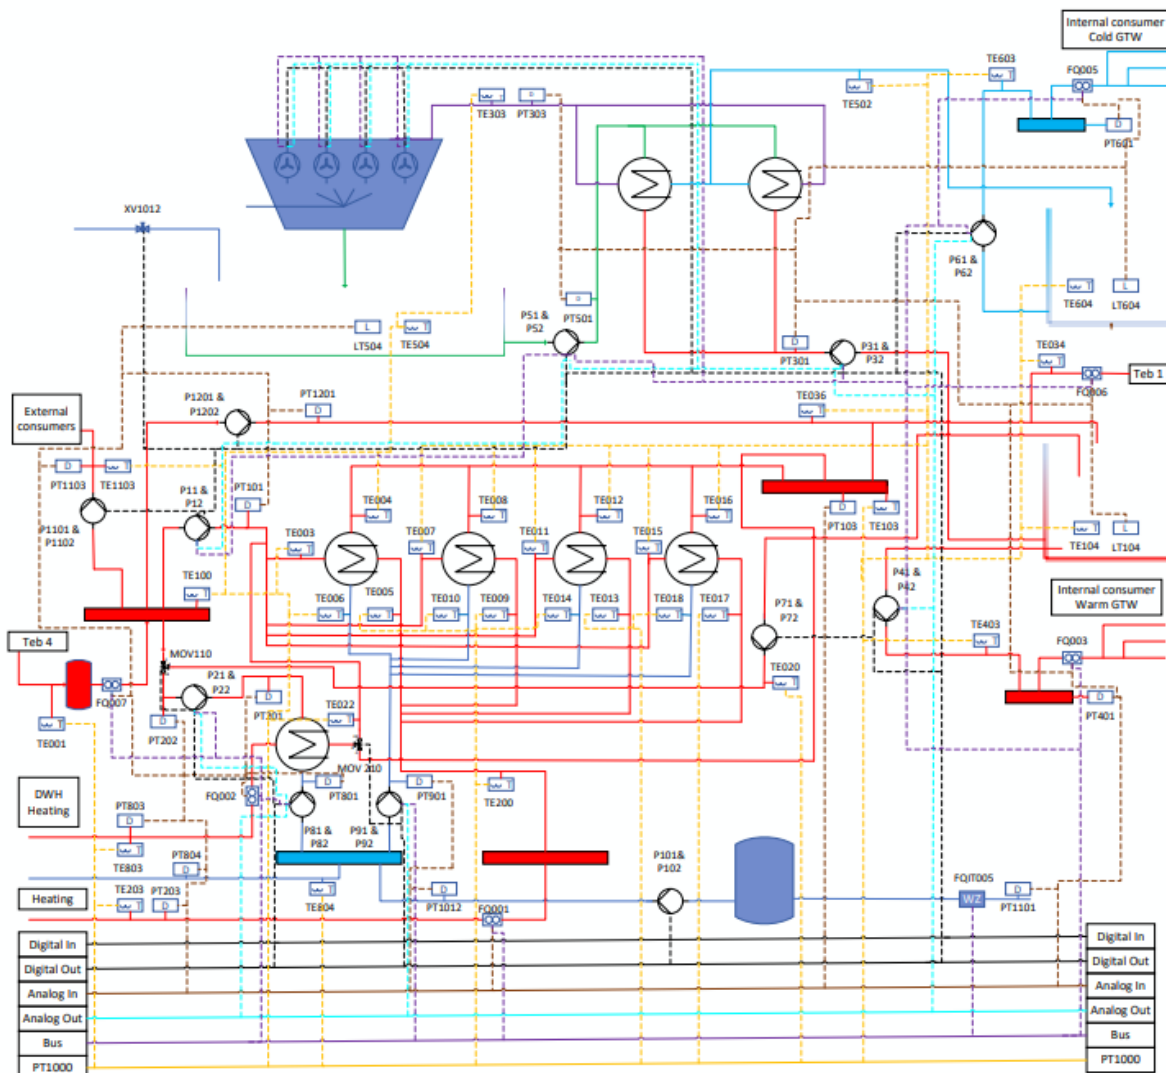 Internal consumer
Cold GTW
TE603
FQ005
TE303
PT303
TE502
D
PT601
XV1012
P61 &
P62
L
LT604
TE604
P51 &
P52
PT501
L
LT504
T
TE504
D
PT301
P31 &
P32
TE034
T
FQ006
Teb 1
External
consumers
P1201 &
P1202
PT1201
D
TE036
T
D
PT1103
T
TE1103
P11 &
P12
PT101
D
TE004
T
TE008
T
TE012
T
TE016
T
D
PT103
T
TE103
T
TE104
L
LT104
P1101 &
P1102
TE003
T
TE007
T
TE011
T
TE015
T
TE100
T
TE006
T
TE005
T
TE010
T
TE009
T
TE014
T
TE013
T
TE018
T
TE017
T
P71 &
P72
P41 &
P42
Internal consumer
Warm GTW
TE403
T
FQ003
Teb 4
MOV110
P21 &
P22
TE020
T
FQ007
D
PT201
TE022
T
D
PT401
T
TE001
D
PT202
MOV 210
DWH
Heating
FQ002
D
PT801
D
PT901
T
TE200
PT803
D
P81 &
P82
P91 &
P92
T
TE803
PT804
D
P101&
P102
FQIT005
WZ
D
PT1101
Heating
TE203
T
PT203
D
T
TE804
D
PT1012
FQ001
Digital In
Digital In
Digital Out
Digital Out
Analog In
Analog In
Analog Out
Analog Out
Bus
Bus
PT1000
PT1000